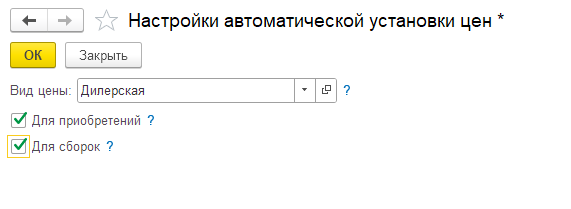 Настройки автоматической установки цен *
ОК Закрыть
Вид цены: Дилерская ?
Для приобретений ?
Для сборок ?